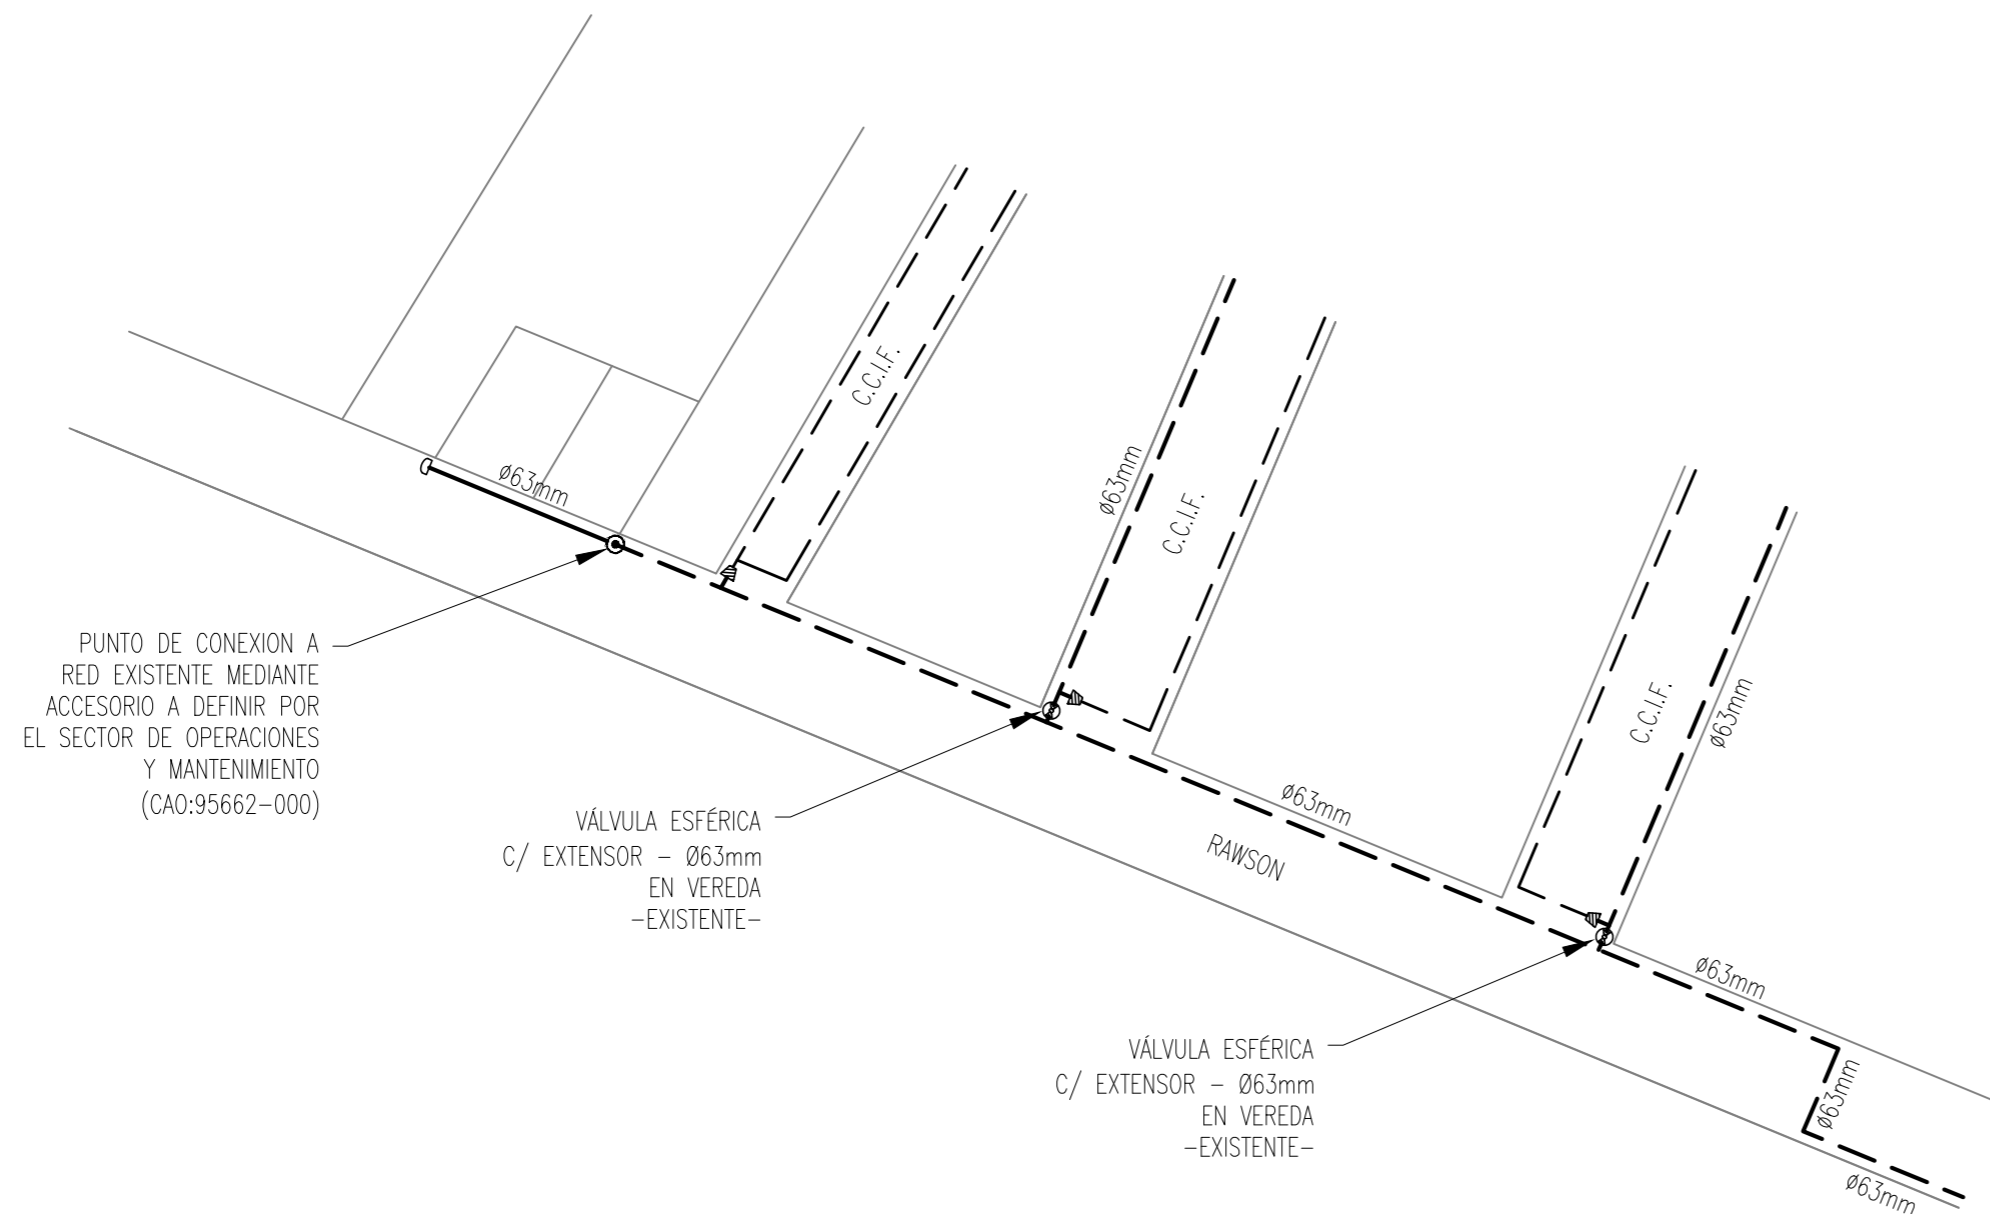 C.C.I.F.
ø63mm
C.C.I.F.
ø63mm
C.C.I.F.
ø63mm
PUNTO DE CONEXION A
RED EXISTENTE MEDIANTE
ACCESORIO A DEFINIR POR
EL SECTOR DE OPERACIONES
Y MANTENIMIENTO
(CAO:95662-000)
ø63mm
RAWSON
VÁLVULA ESFÉRICA
C/ EXTENSOR - Ø63mm
EN VEREDA
-EXISTENTE-
ø63mm
VÁLVULA ESFÉRICA
C/ EXTENSOR - Ø63mm
EN VEREDA
-EXISTENTE-
ø63mm
ø63mm